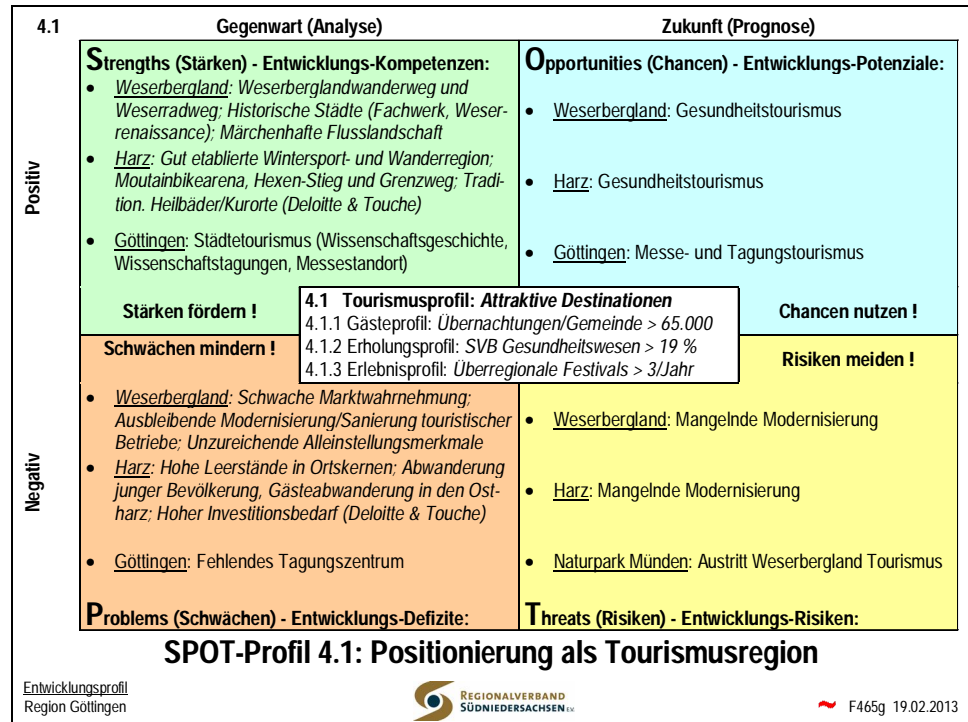 4.1 Gegenwart (Analyse) Zukunft (Prognose)
Positiv
Strengths (Stärken) - Entwicklungs-Kompetenzen:
• Weserbergland: Weserberglandwanderweg und
Weserradweg; Historische Städte (Fachwerk, Weser-
renaissance); Märchenhafte Flusslandschaft
• Harz: Gut etablierte Wintersport- und Wanderregion;
Moutainbikearena, Hexen-Stieg und Grenzweg; Tradi-
tion. Heilbäder/Kurorte (Deloitte & Touche)
• Göttingen: Städtetourismus (Wissenschaftsgeschichte,
Wissenschaftstagungen, Messestandort)
Stärken fördern !
Opportunities (Chancen) - Entwicklungs-Potenziale:
• Weserbergland: Gesundheitstourismus
• Harz: Gesundheitstourismus
• Göttingen: Messe- und Tagungstourismus
Chancen nutzen !
4.1 Tourismusprofil: Attraktive Destinationen
4.1.1 Gästeprofil: Übernachtungen/Gemeinde > 65.000
4.1.2 Erholungsprofil: SVB Gesundheitswesen > 19 %
4.1.3 Erlebnisprofil: Überregionale Festivals > 3/Jahr
Negativ
Schwächen mindern !
• Weserbergland: Schwache Marktwahrnehmung;
Ausbleibende Modernisierung/Sanierung touristischer
Betriebe; Unzureichende Alleinstellungsmerkmale
• Harz: Hohe Leerstände in Ortskernen; Abwanderung
junger Bevölkerung, Gästeabwanderung in den Ost-
harz; Hoher Investitionsbedarf (Deloitte & Touche)
• Göttingen: Fehlendes Tagungszentrum
Problems (Schwächen) - Entwicklungs-Defizite:
Risiken meiden !
• Weserbergland: Mangelnde Modernisierung
• Harz: Mangelnde Modernisierung
• Naturpark Münden: Austritt Weserbergland Tourismus
Threats (Risiken) - Entwicklungs-Risiken:
SPOT-Profil 4.1: Positionierung als Tourismusregion
Entwicklungsprofil
Region Göttingen
REGIONALVERBAND
SÜDNIEDERSACHSEN E.V.
F465g 19.02.2013